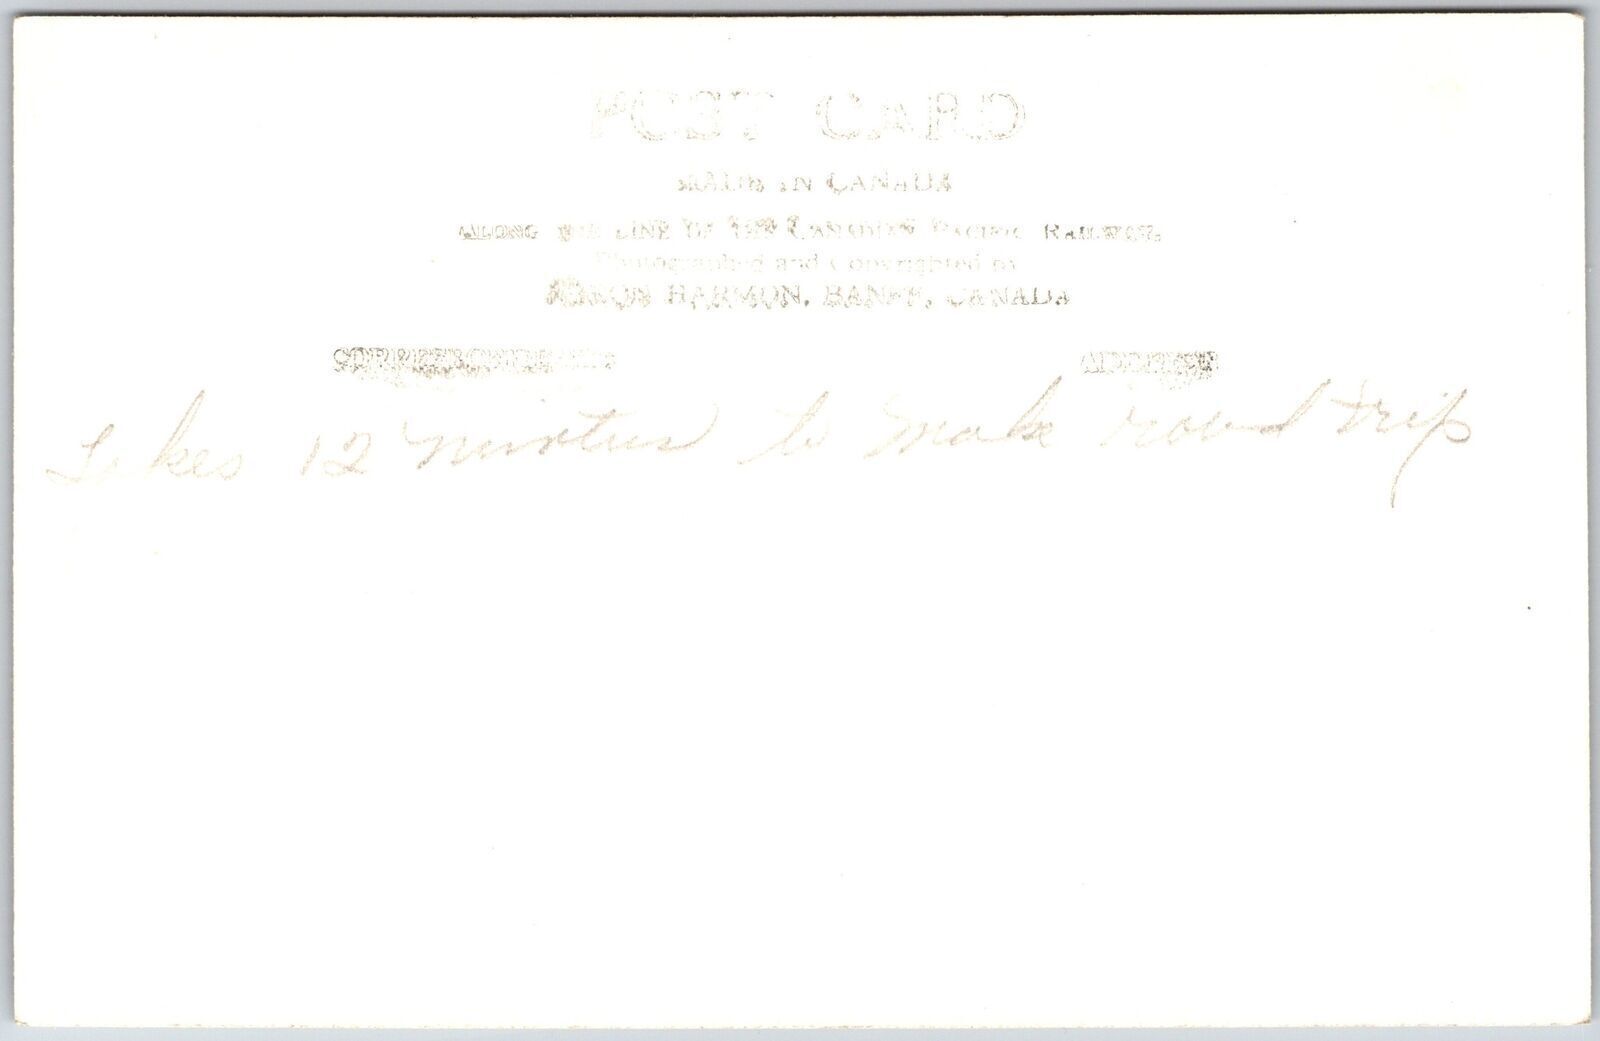 POST CARD
MADE IN CANADA
ALONG THE LINE OF THE CANADIAN PACIFIC RAILWAY.
Photographed and Copyrighted by
BYRON HARMON, BANFF, CANADA
CORRESPONDENCE ADDRESS
Takes 12 mintus to make round trip